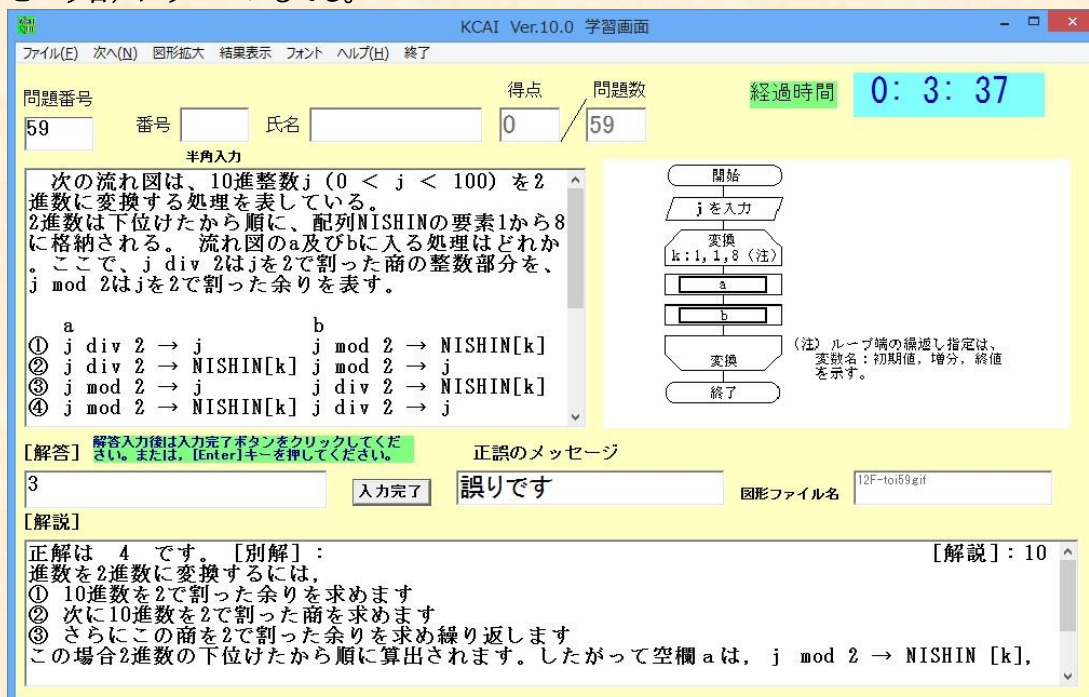 KCAI Ver.10.0 学習画面
ファイル(F) 次へ(N) 図形拡大 結果表示 フォント ヘルプ(H) 終了
問題番号
得点
問題数
経過時間
0: 3: 37
59
番号
氏名
0
59
半角入力
次の流れ図は、10進整数j (0 < j < 100) を2
進数に変換する処理を表している。
2進数は下位けたから順に、配列NISHINの要素1から8
に格納される。 流れ図のa及びbに入る処理はどれか
。ここで、j div 2はjを2で割った商の整数部分を、
j mod 2はjを2で割った余りを表す。
a b
① j div 2 → j j mod 2 → NISHIN[k]
② j div 2 → NISHIN[k] j mod 2 → j
③ j mod 2 → j j div 2 → NISHIN[k]
④ j mod 2 → NISHIN[k] j div 2 → j
開始
j を入力
変換
k:1,1,8 (注)
a
b
変換
終了
(注) ループ端の繰返し指定は、
変数名:初期値, 増分, 終値
を示す。
[解答]
解答入力後は入力完了ボタンをクリックしてくだ
さい。または, [Enter]キーを押してください。
正誤のメッセージ
3
入力完了
誤りです
図形ファイル名
12F-toi59gif
[解説]
正解は 4 です。 [別解] : [解説] : 10
進数を2進数に変換するには,
① 10進数を2で割った余りを求めます
② 次に10進数を2で割った商を求めます
③ さらにこの商を2で割った余りを求め繰り返します
この場合2進数の下位けたから順に算出されます。したがって空欄aは, j mod 2 → NISHIN [k],